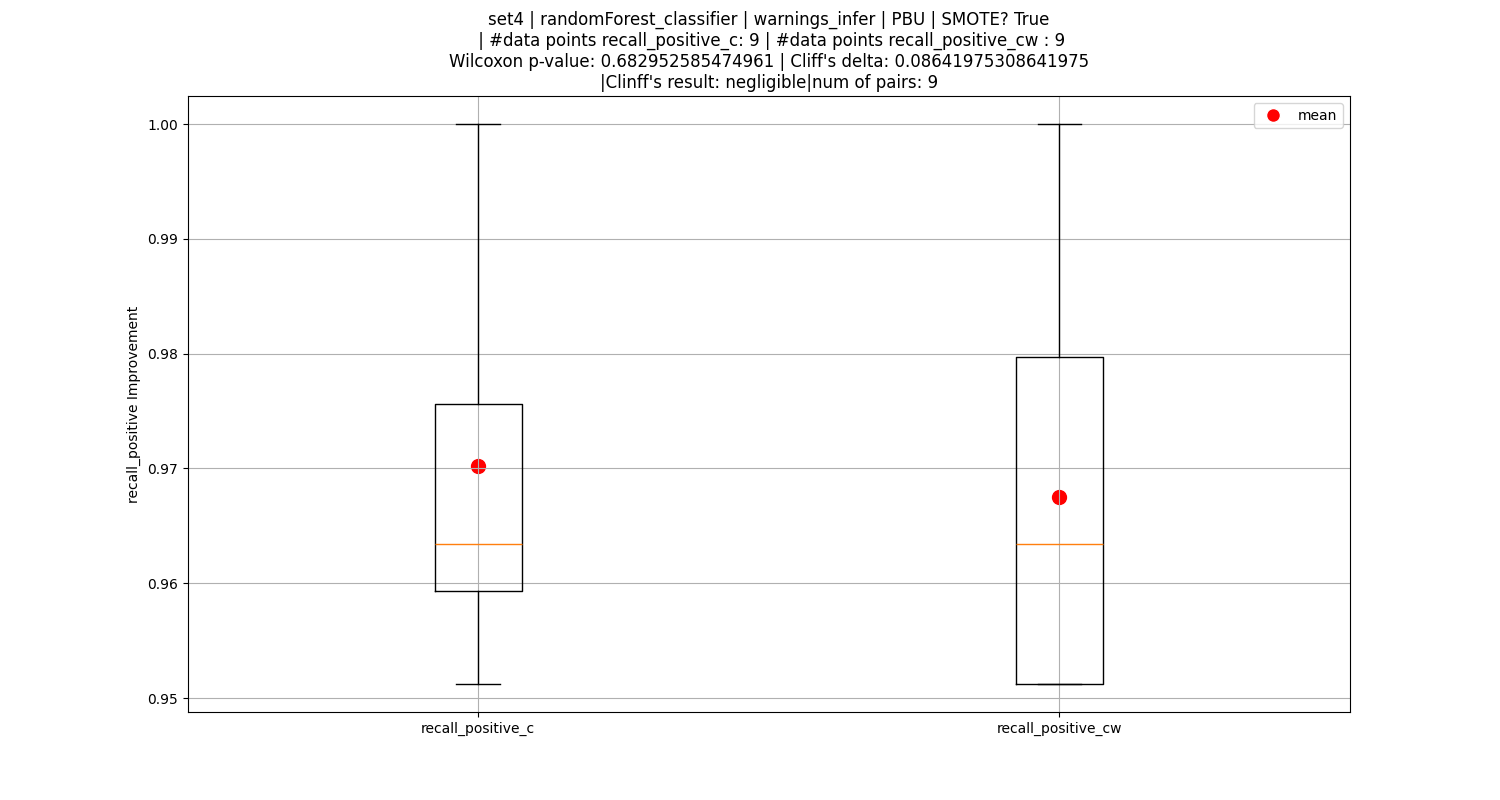 set4 | randomForest_classifier | warnings_infer | PBU | SMOTE? True
| #data points recall_positive_c: 9 | #data points recall_positive_cw : 9
Wilcoxon p-value: 0.682952585474961 | Cliff's delta: 0.08641975308641975
|Clinff's result: negligible|num of pairs: 9
mean
1.00
0.99
0.98
0.97
0.96
0.95
recall_positive Improvement
recall_positive_c
recall_positive_cw